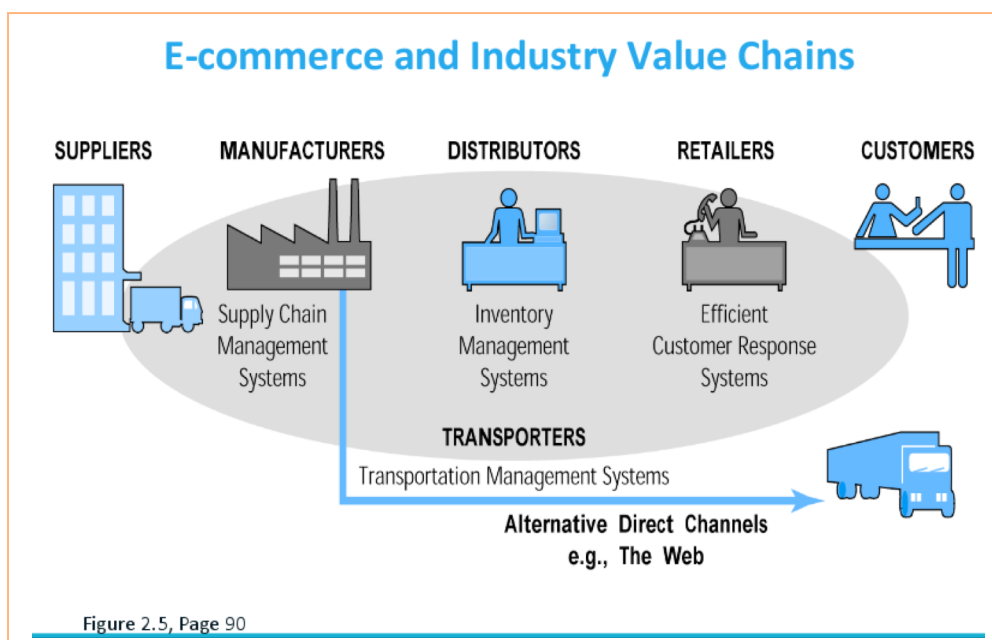 E-commerce and Industry Value Chains
SUPPLIERS
MANUFACTURERS
DISTRIBUTORS
RETAILERS
CUSTOMERS
Supply Chain
Management
Systems
Inventory
Management
Systems
Efficient
Customer Response
Systems
TRANSPORTERS
Transportation Management Systems
Alternative Direct Channels
e.g., The Web
Figure 2.5, Page 90